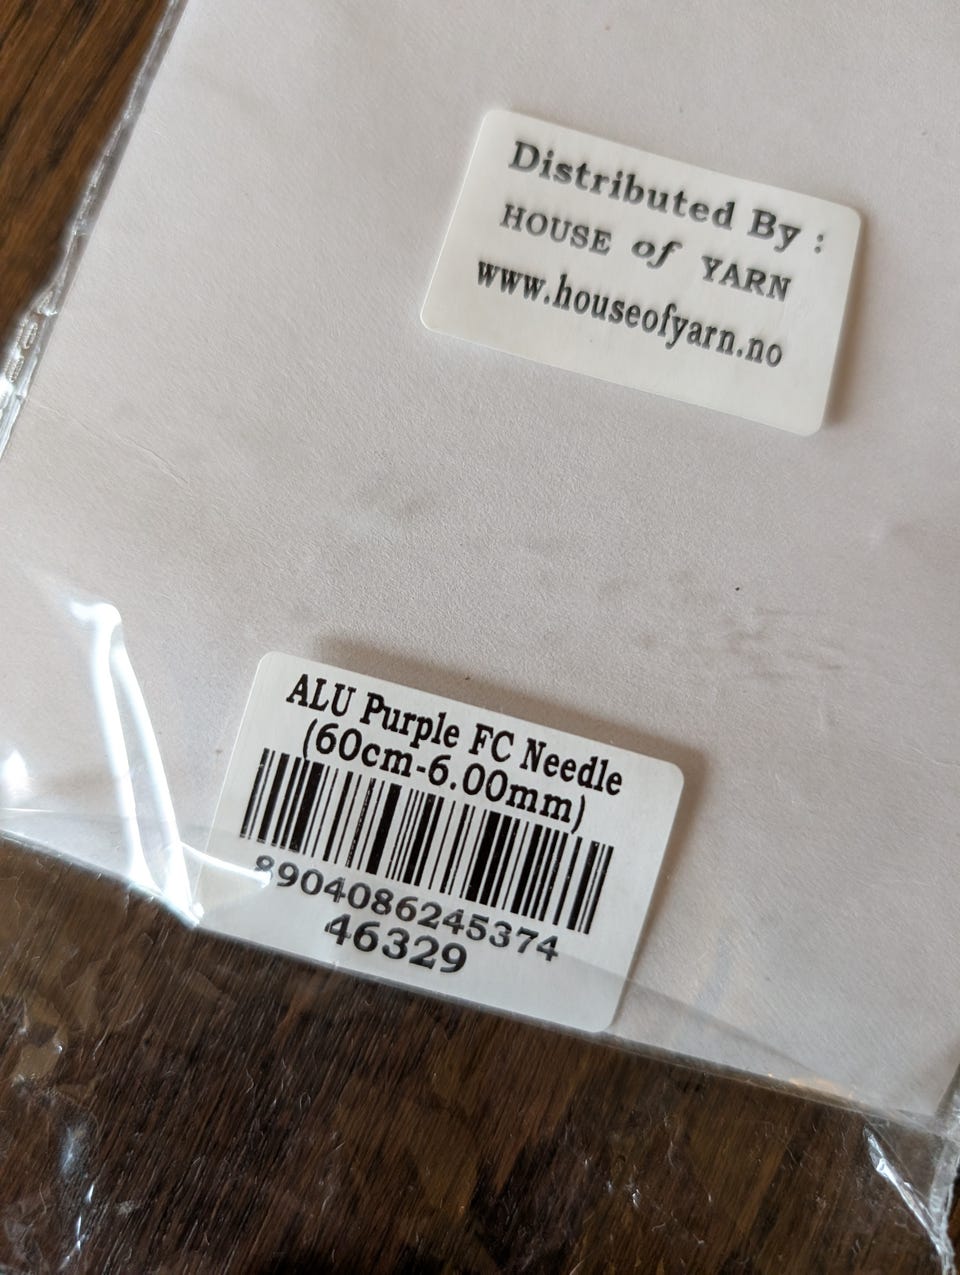 Distributed By :
HOUSE of YARN
www.houseofyarn.no
ALU Purple FC Needle
(60cm-6.00mm)
8904086245374
46329